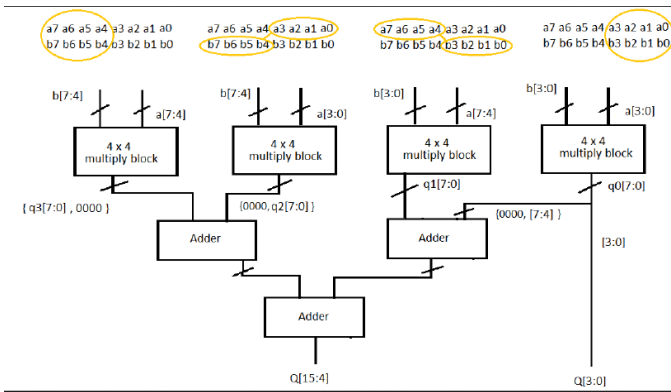 a7 a6 a5 a4 a3 a2 a1 a0
b7 b6 b5 b4 b3 b2 b1 b0
a7 a6 a5 a4 a3 a2 a1 a0
b7 b6 b5 b4 b3 b2 b1 b0
a7 a6 a5 a4 a3 a2 a1 a0
b7 b6 b5 b4 b3 b2 b1 b0
a7 a6 a5 a4 a3 a2 a1 a0
b7 b6 b5 b4 b3 b2 b1 b0
b[7:4]
a[7:4]
b[7:4]
a[3:0]
b[3:0]
a[7:4]
b[3:0]
a[3:0]
4 x 4
multiply block
4 x 4
multiply block
4 x 4
multiply block
4 x 4
multiply block
{ q3[7:0] , 0000 }
{0000, q2[7:0] }
q1[7:0]
q0[7:0]
{0000, [7:4] }
Adder
Adder
[3:0]
Adder
Q[15:4]
Q[3:0]